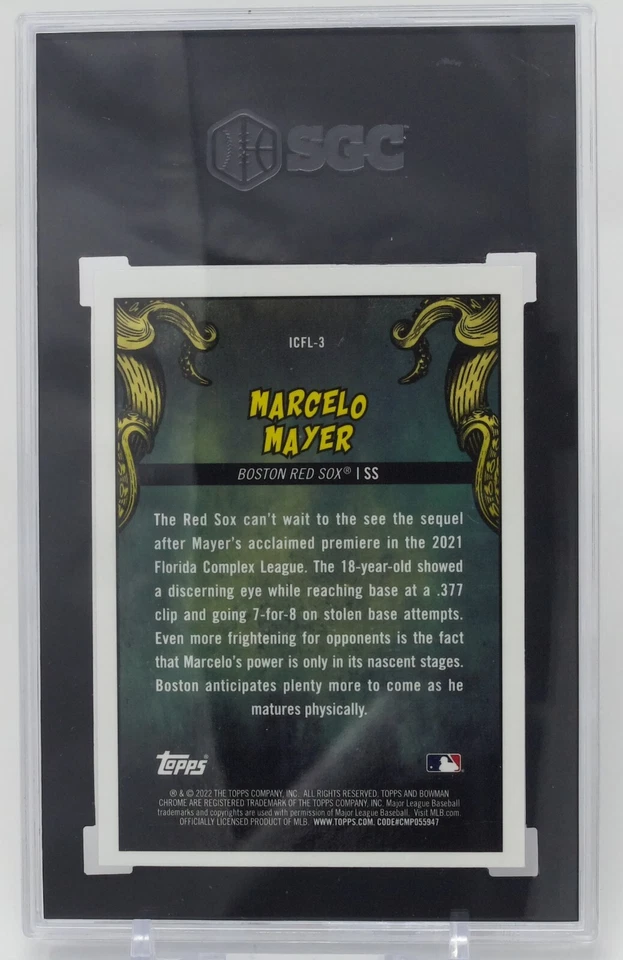 SGC
ICFL-3
MARCELO
MAYER
BOSTON RED SOX® | SS
The Red Sox can't wait to the see the sequel
after Mayer's acclaimed premiere in the 2021
Florida Complex League. The 18-year-old showed
a discerning eye while reaching base at a .377
clip and going 7-for-8 on stolen base attempts.
Even more frightening for opponents is the fact
that Marcelo's power is only in its nascent stages.
Boston anticipates plenty more to come as he
matures physically.
TOPPS®
® & © 2022 THE TOPPS COMPANY, INC. ALL RIGHTS RESERVED. TOPPS AND BOWMAN
CHROME ARE REGISTERED TRADEMARK OF THE TOPPS COMPANY, INC. Major League Baseball
trademarks and copyrights are used with permission of Major League Baseball. Visit MLB.com.
OFFICIALLY LICENSED PRODUCT OF MLB. WWW.TOPPS.COM. CODE#CMP055947